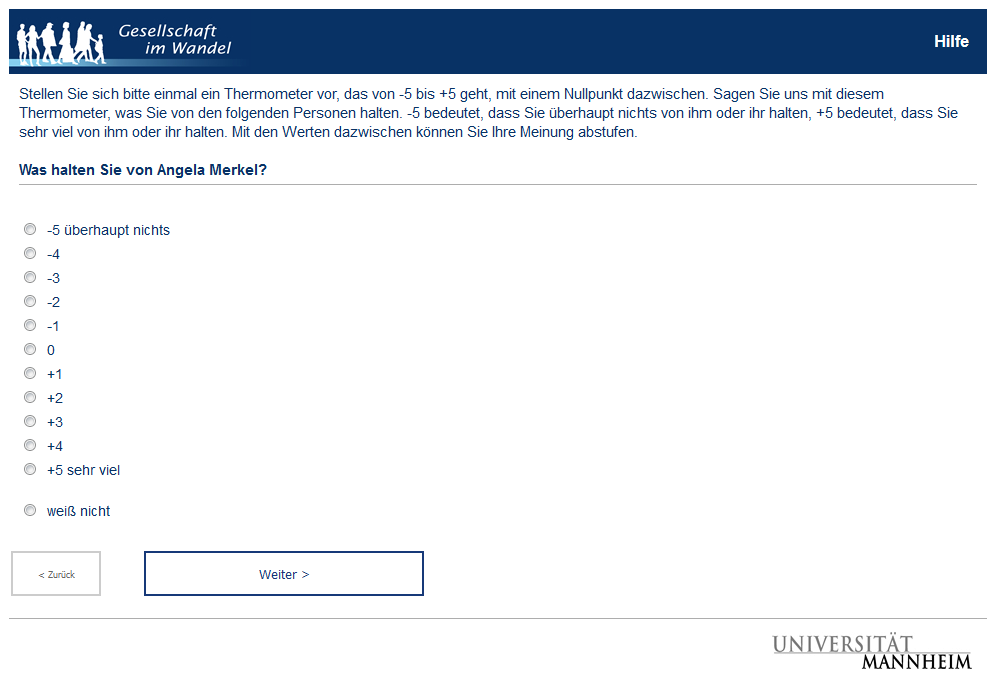 Gesellschaft
im Wandel
Hilfe
Stellen Sie sich bitte einmal ein Thermometer vor, das von -5 bis +5 geht, mit einem Nullpunkt dazwischen. Sagen Sie uns mit diesem
Thermometer, was Sie von den folgenden Personen halten. -5 bedeutet, dass Sie überhaupt nichts von ihm oder ihr halten, +5 bedeutet, dass Sie
sehr viel von ihm oder ihr halten. Mit den Werten dazwischen können Sie Ihre Meinung abstufen.
Was halten Sie von Angela Merkel?
-5 überhaupt nichts
-4
-3
-2
-1
0
+1
+2
+3
+4
+5 sehr viel
weiß nicht
< Zurück
Weiter >
UNIVERSITÄT
MANNHEIM